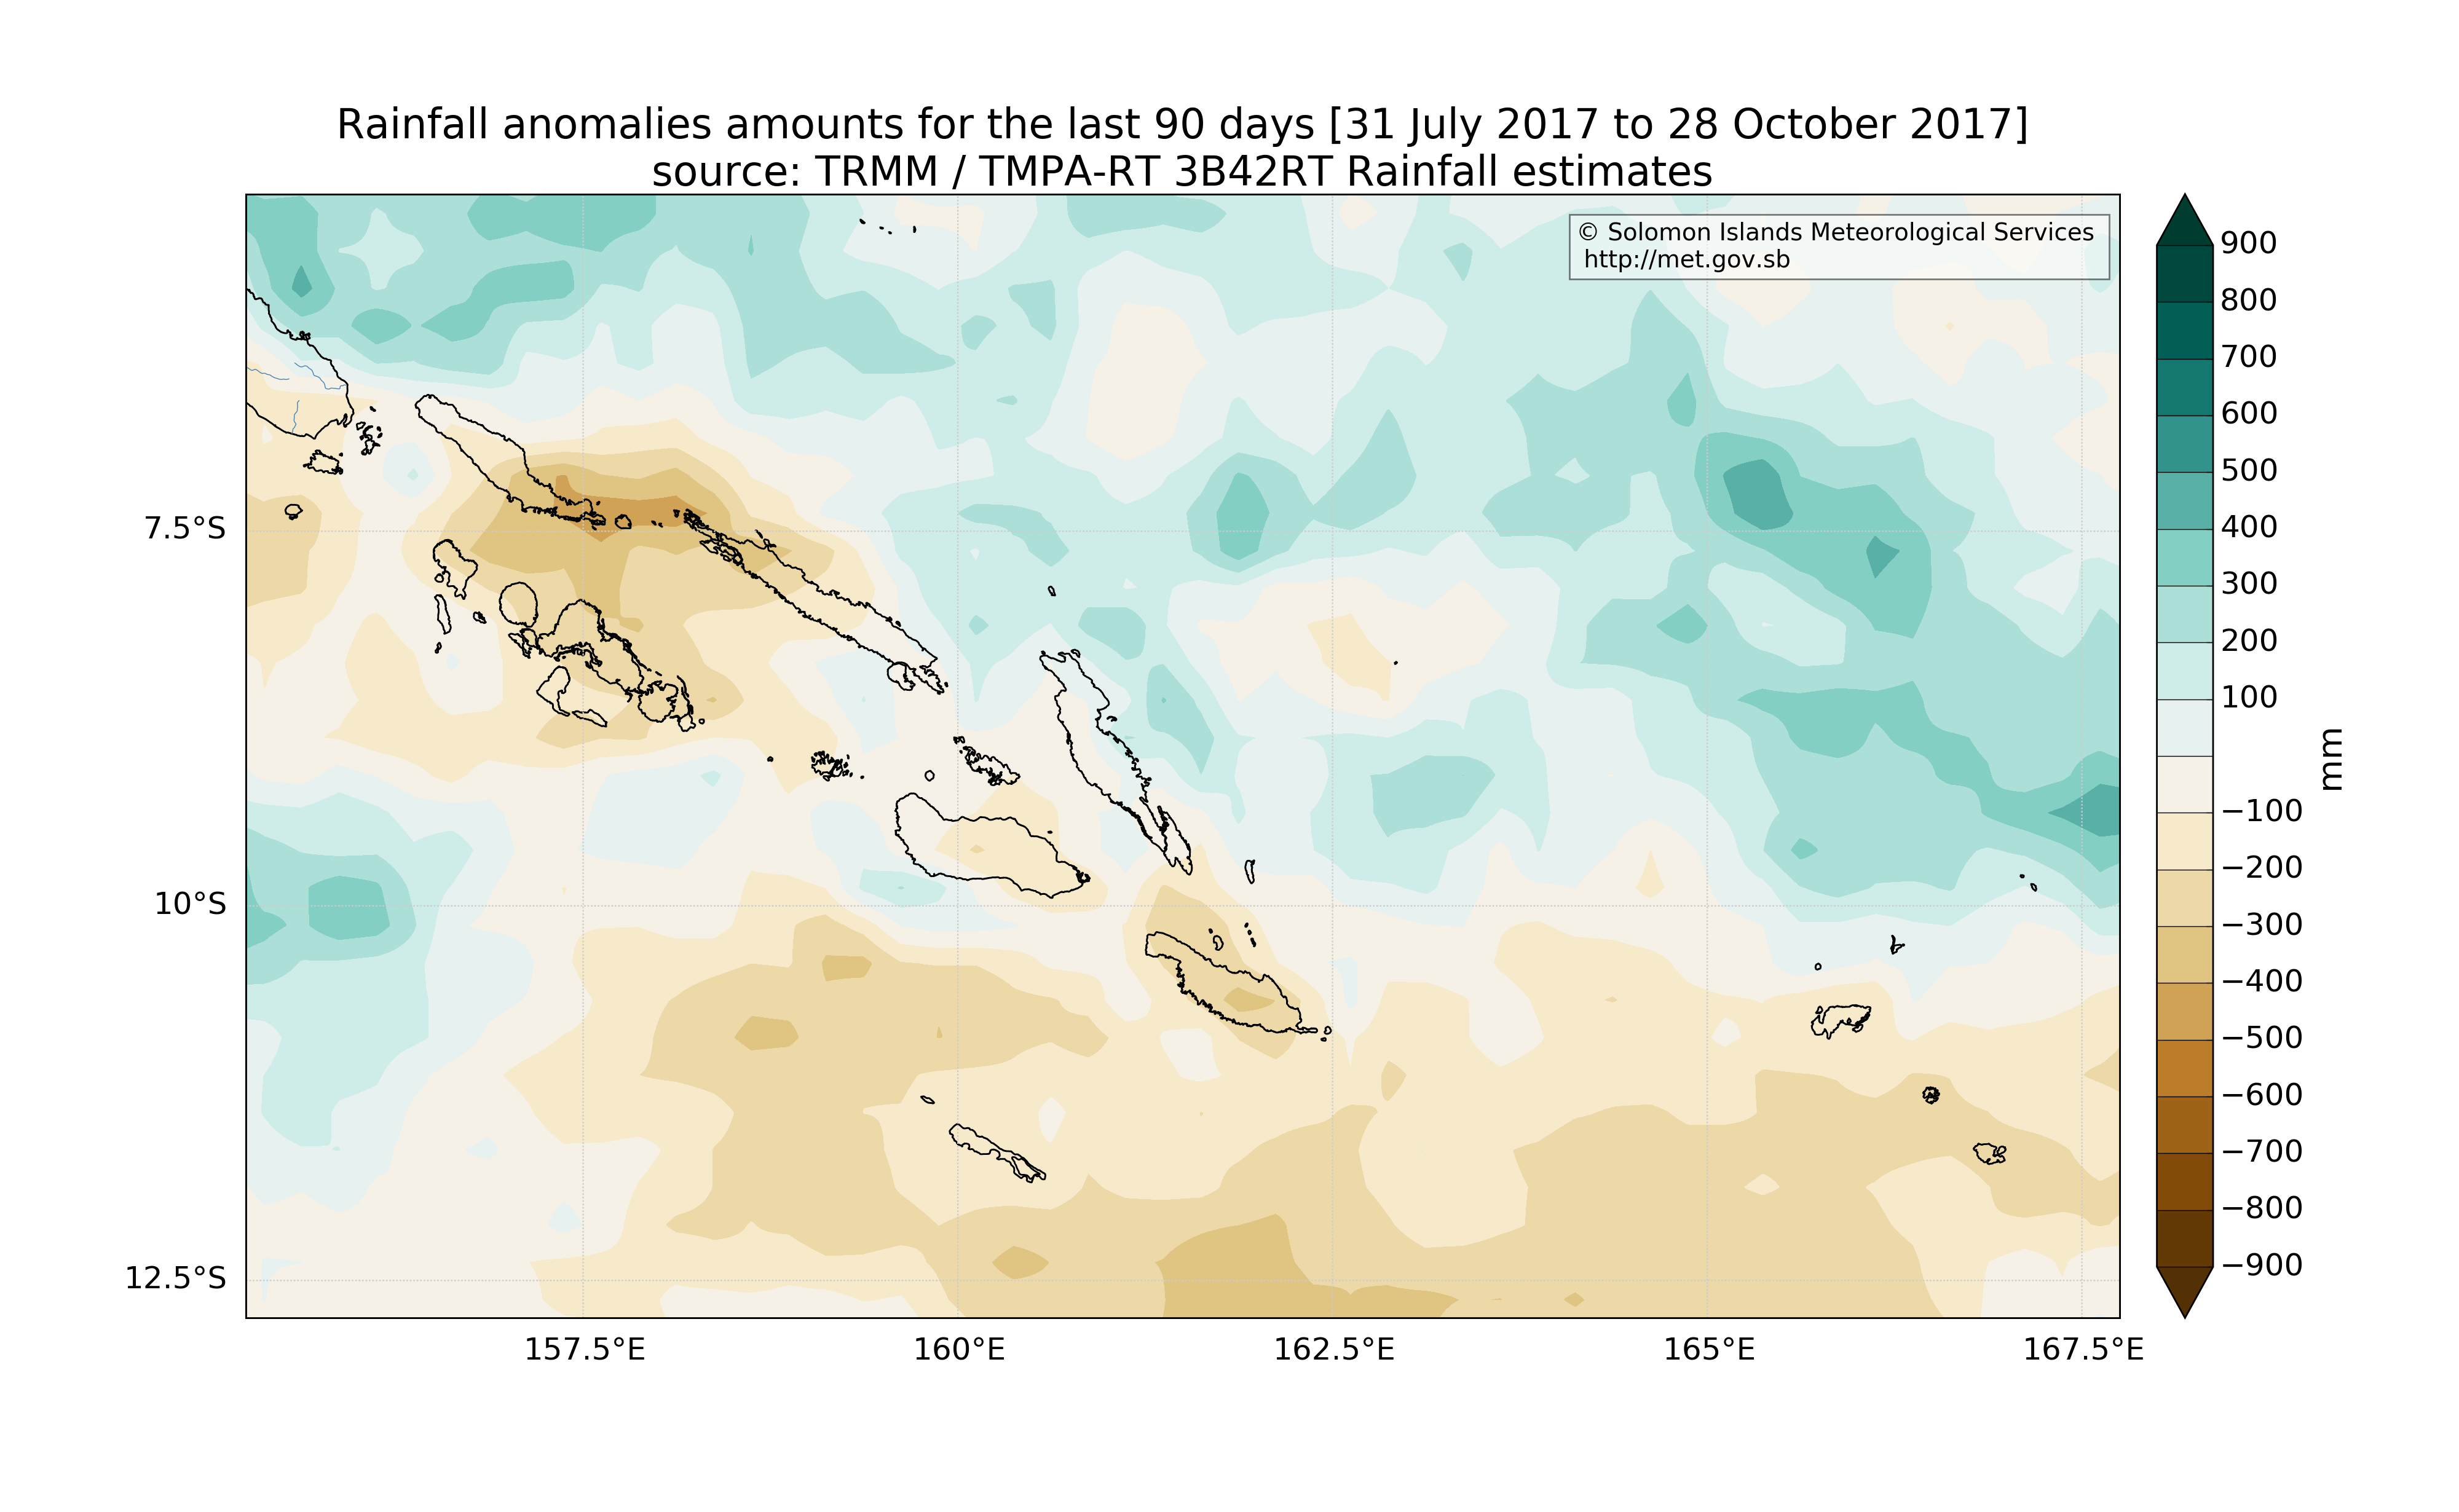 Rainfall anomalies amounts for the last 90 days [31 July 2017 to 28 October 2017]
source: TRMM / TMPA-RT 3B42RT Rainfall estimates
© Solomon Islands Meteorological Services
http://met.gov.sb
7.5°S
10°S
12.5°S
157.5°E
160°E
162.5°E
165°E
167.5°E
900
800
700
600
500
400
300
200
100
−100
−200
−300
−400
−500
−600
−700
−800
−900
mm